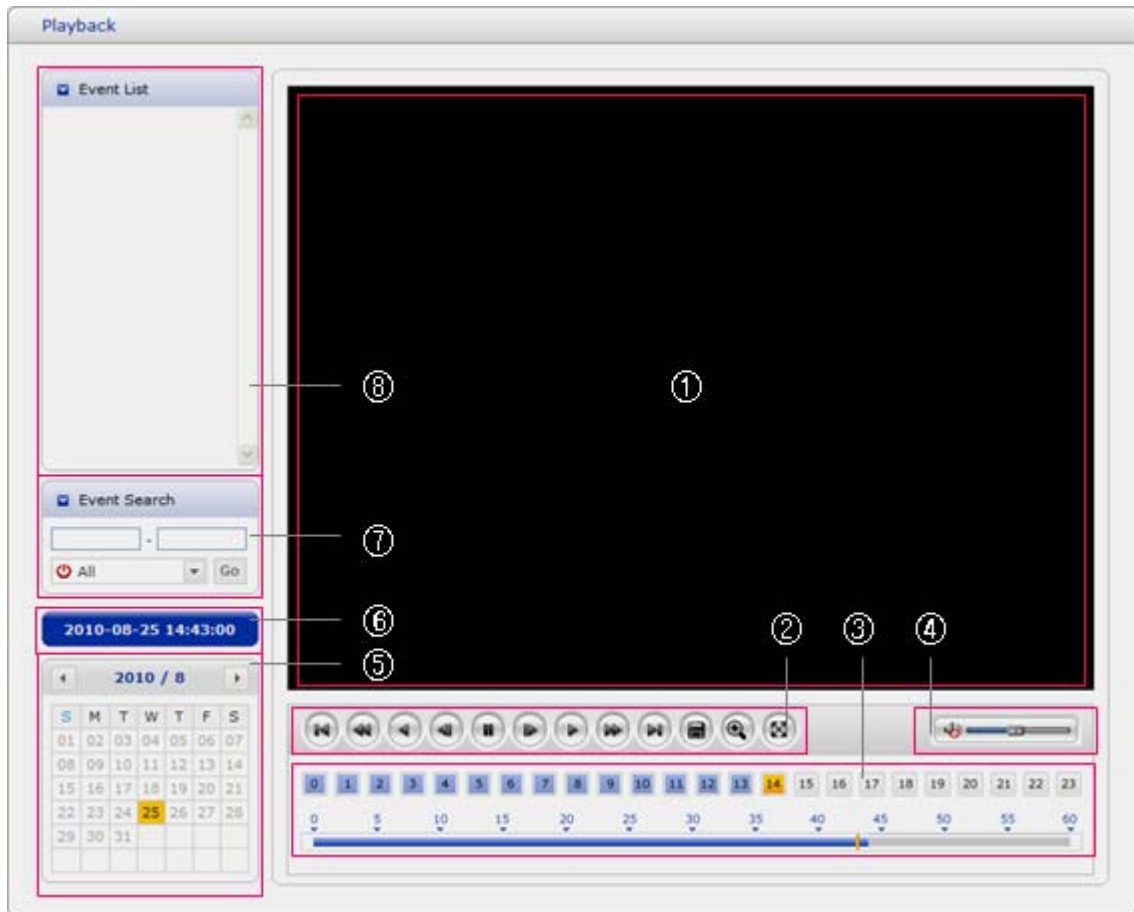 Playback
Event List
⑧
①
Event Search
-
⑦
All Go
2010-08-25 14:43:00
⑥
② ③ ④
⑤
2010 / 8
S M T W T F S
01 02 03 04 05 06 07
08 09 10 11 12 13 14
15 16 17 18 19 20 21
22 23 24 25 26 27 28
29 30 31
0 1 2 3 4 5 6 7 8 9 10 11 12 13 14 15 16 17 18 19 20 21 22 23
0 5 10 15 20 25 30 35 40 45 50 55 60